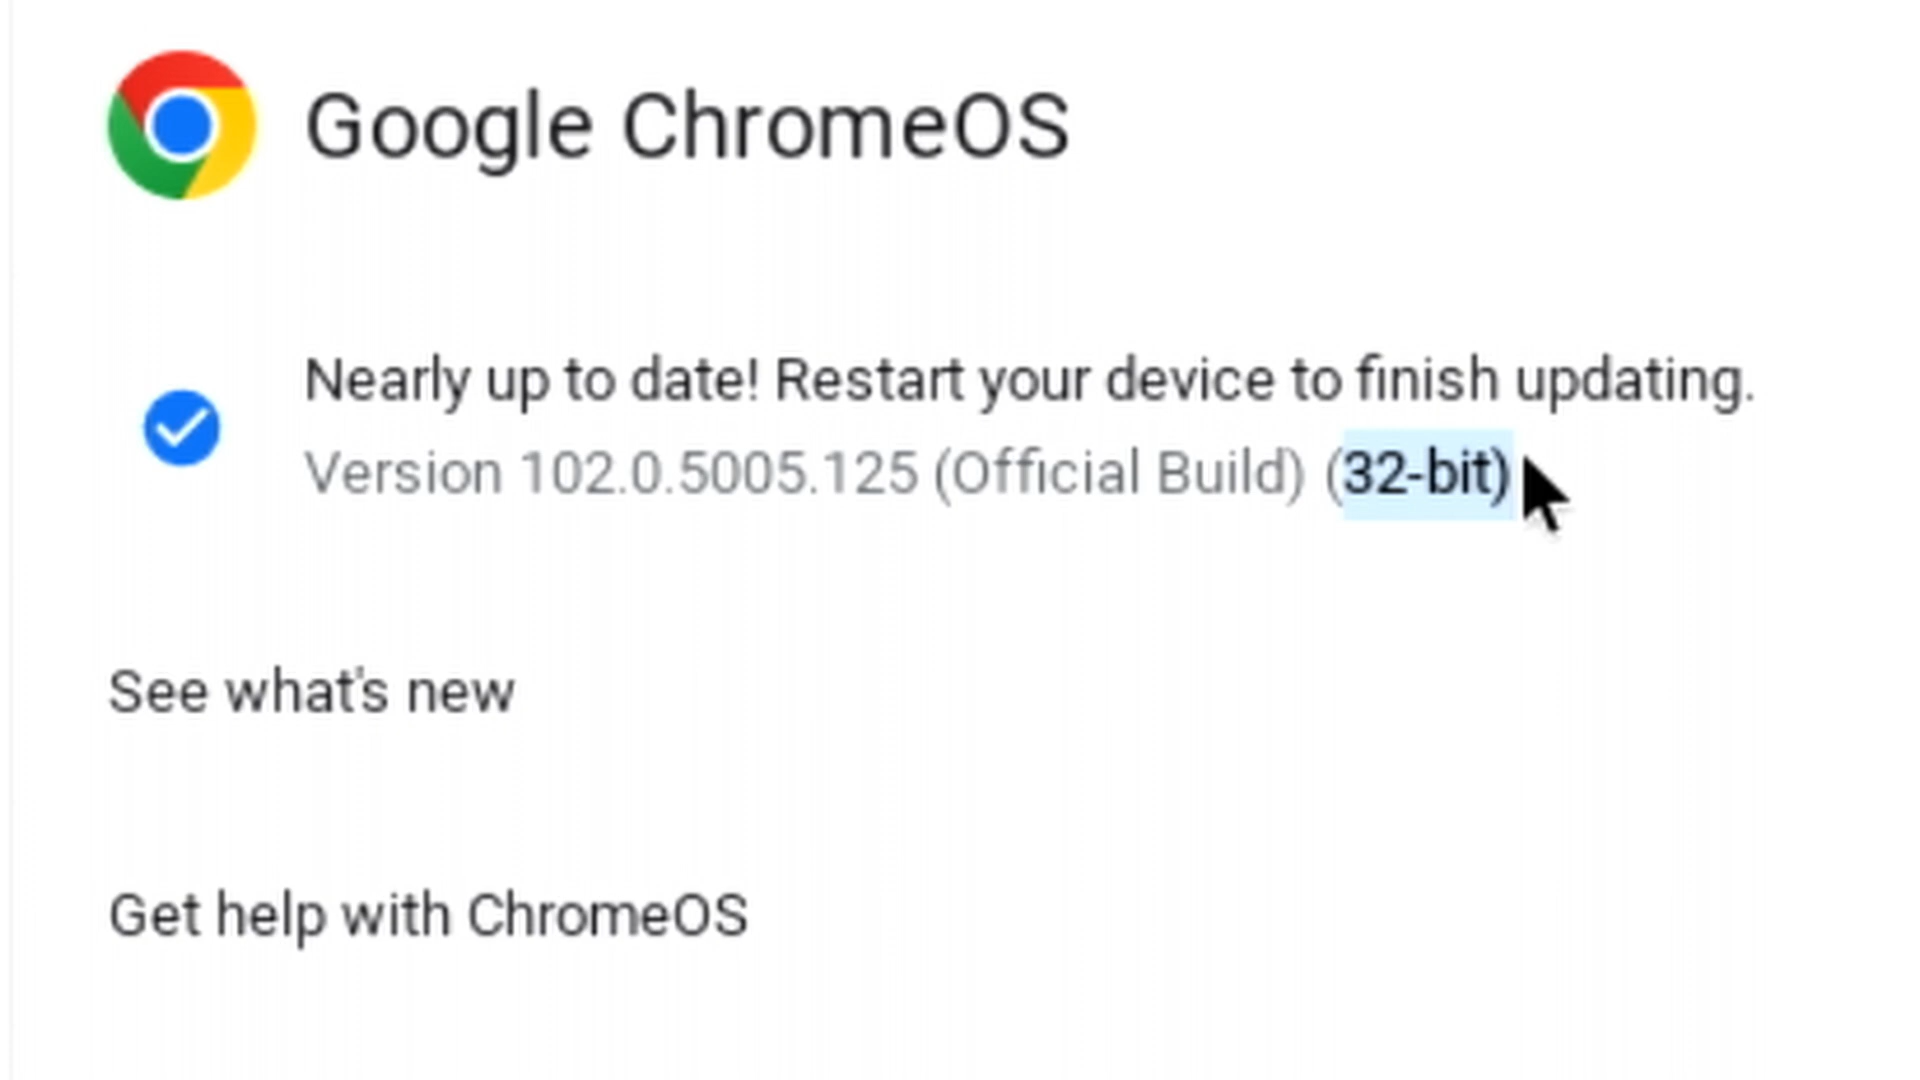 Google ChromeOS
Nearly up to date! Restart your device to finish updating.
Version 102.0.5005.125 (Official Build) (32-bit)
See what's new
Get help with ChromeOS